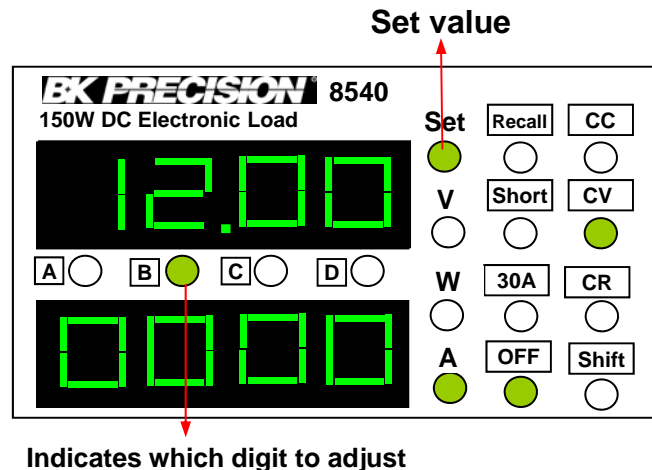 Set value
BK PRECISION® 8540
150W DC Electronic Load
Set Recall CC
12.00
V Short CV
A B C D
W 30A CR
0000
A OFF Shift
Indicates which digit to adjust